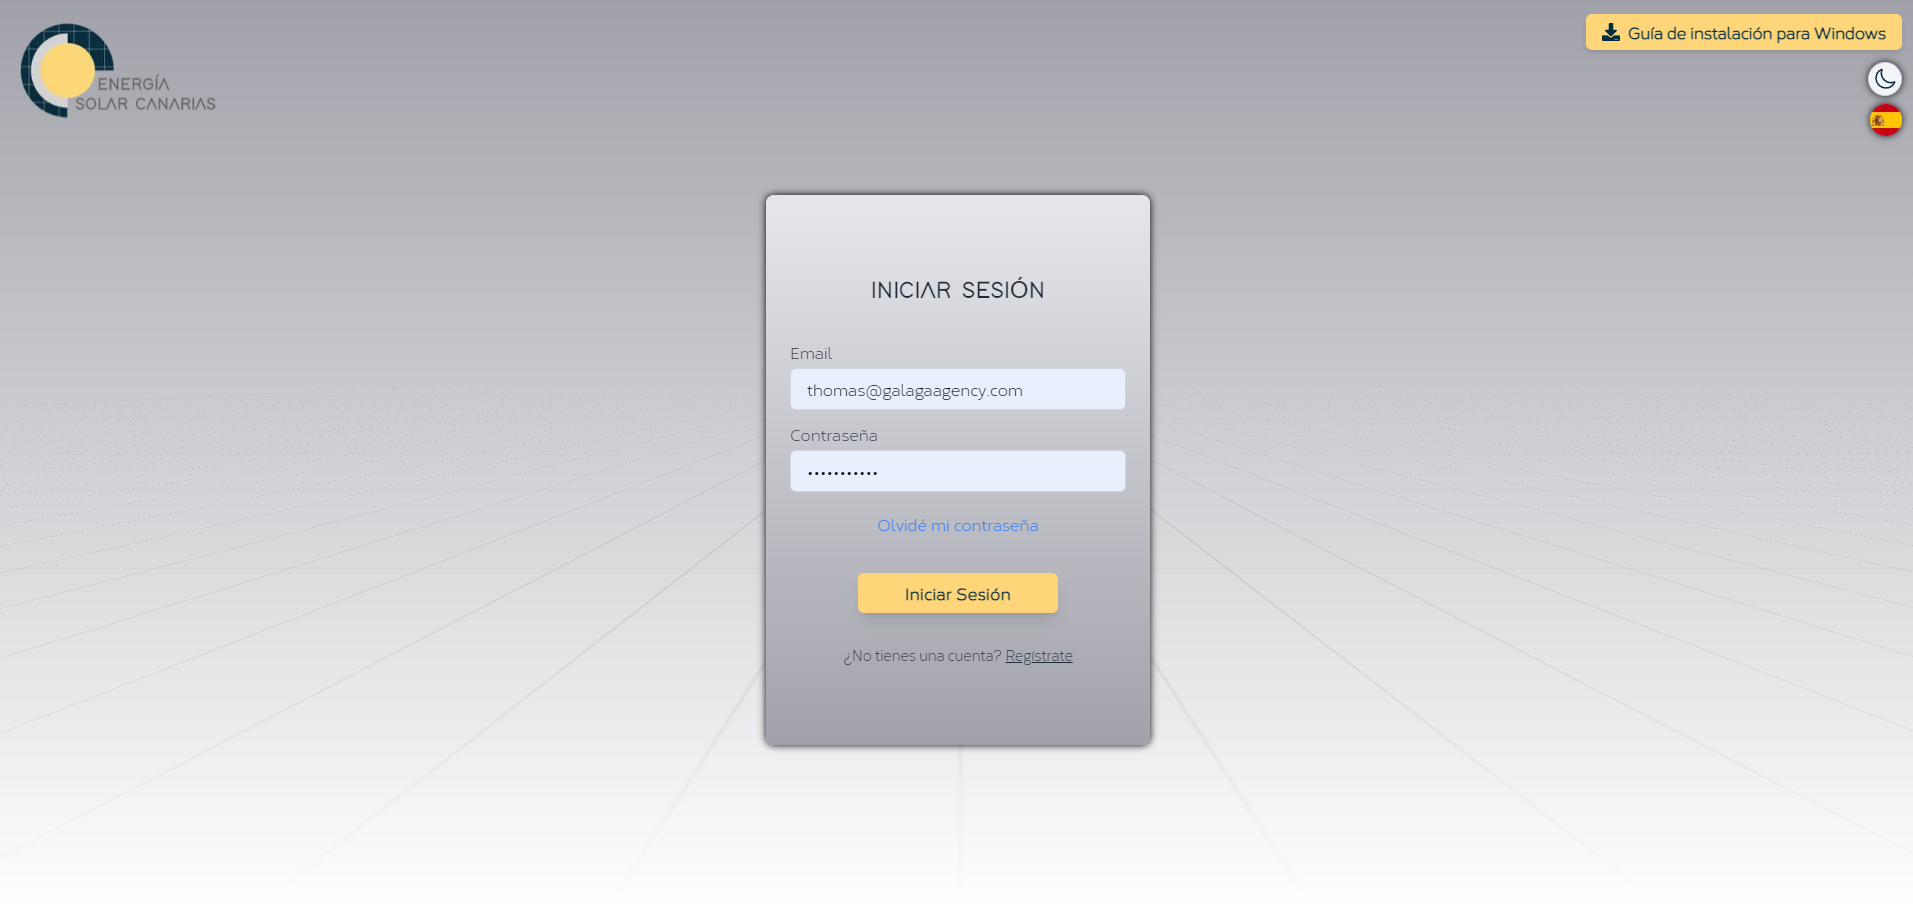 ENERGÍA
SOLAR CANARIAS
Guía de instalación para Windows
INICIAR SESIÓN
Email
thomas@galagaagency.com
Contraseña
•••••••••••
Olvidé mi contraseña
Iniciar Sesión
¿No tienes una cuenta? Regístrate